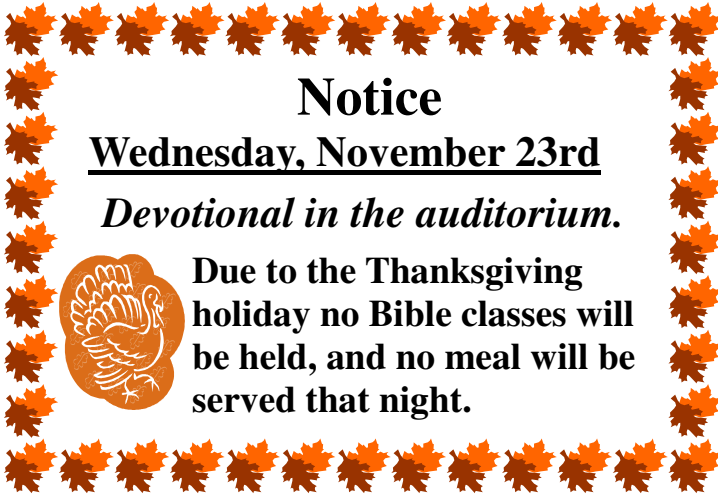 Notice
Wednesday, November 23rd
Devotional in the auditorium.
Due to the Thanksgiving
holiday no Bible classes will
be held, and no meal will be
served that night.